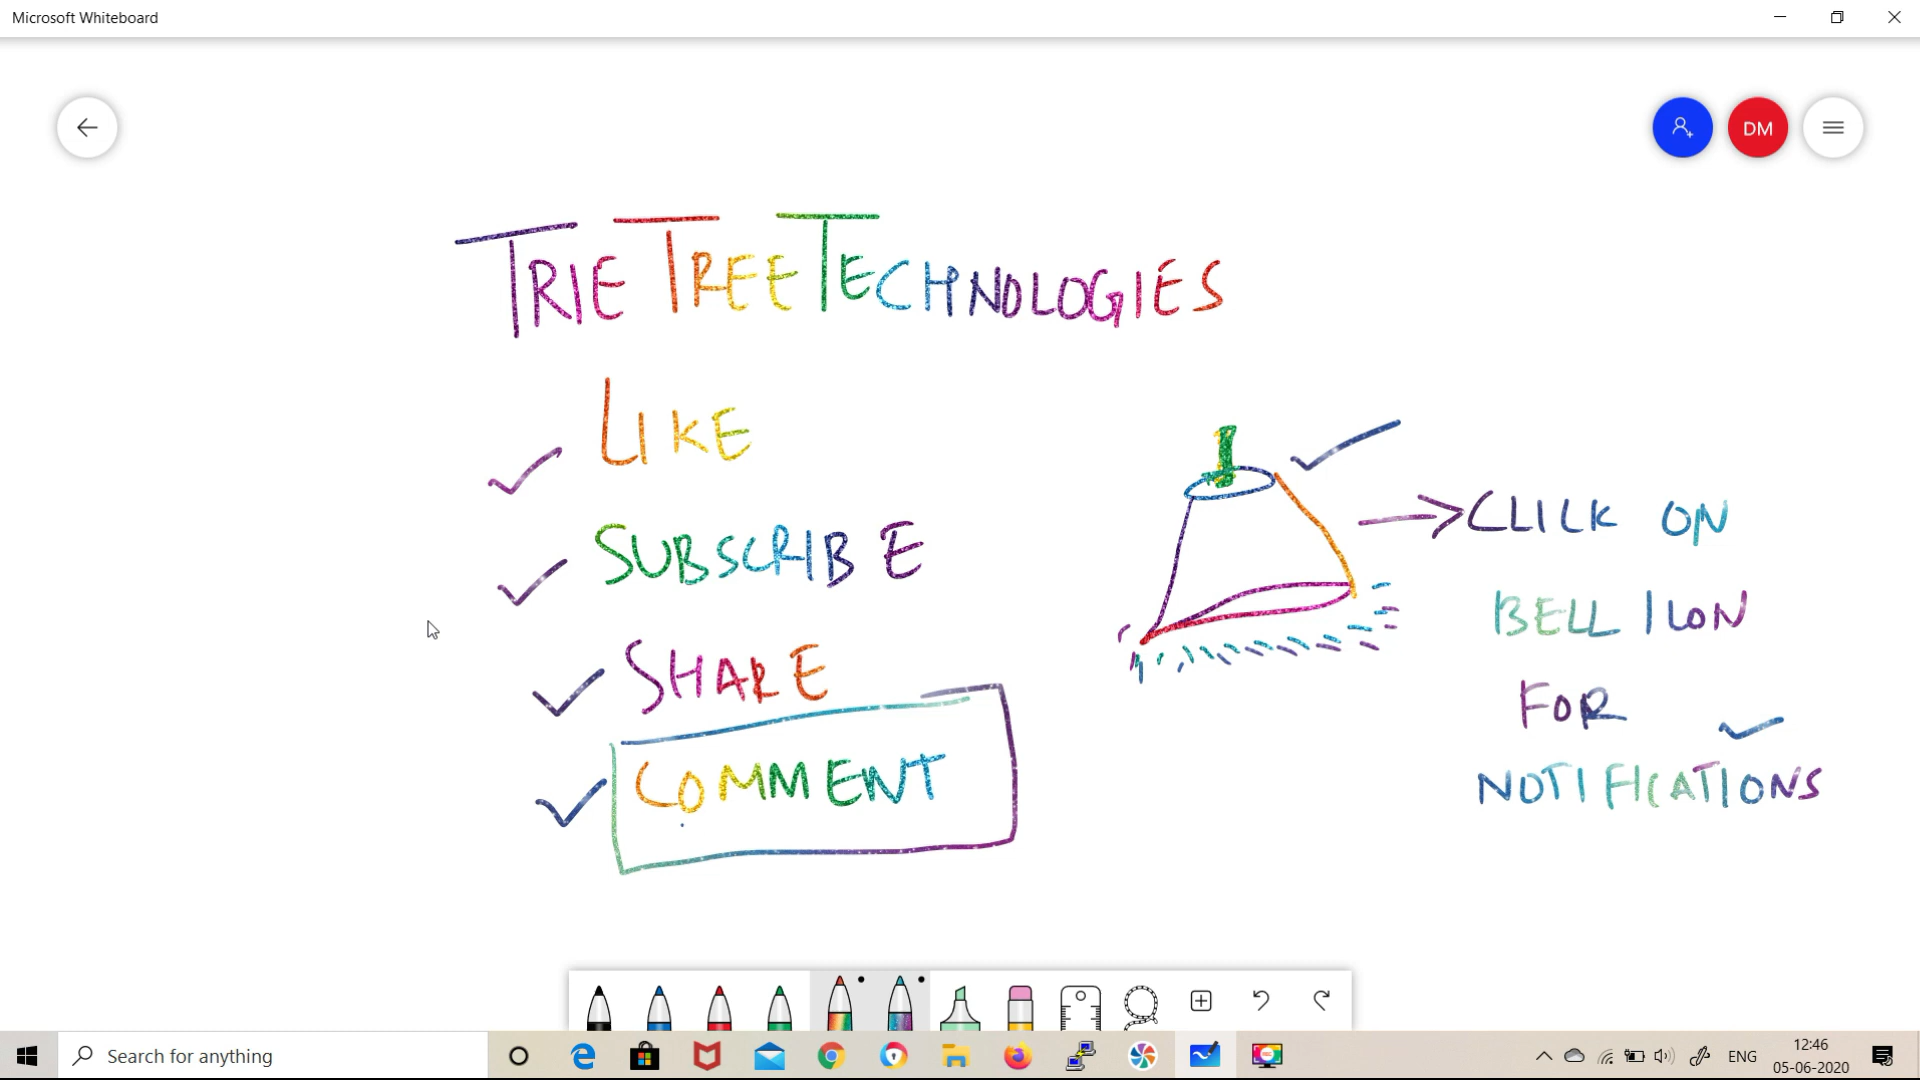 Microsoft Whiteboard
DM
TRIE TREE TECHNOLOGIES
LIKE
SUBSCRIBE
SHARE
COMMENT
CLICK ON
BELL ICON
FOR
NOTIFICATIONS
Search for anything
ENG
12:46
05-06-2020